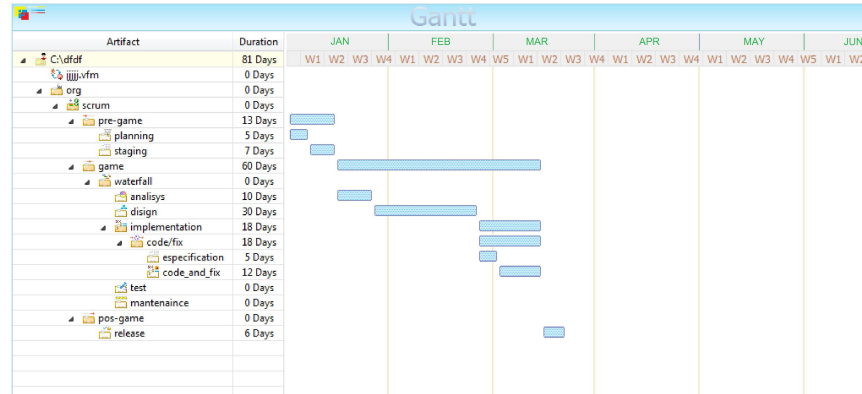 Gantt
Artifact Duration JAN FEB MAR APR MAY JUN
W1 W2 W3 W4 W1 W2 W3 W4 W5 W1 W2 W3 W4 W1 W2 W3 W4 W1 W2 W3 W4 W5 W1 W2
C:\dfdf 81 Days
jjjjj.vfm 0 Days
org 0 Days
scrum 0 Days
pre-game 13 Days
planning 5 Days
staging 7 Days
game 60 Days
waterfall 0 Days
analisys 10 Days
disign 30 Days
implementation 18 Days
code/fix 18 Days
especification 5 Days
code_and_fix 12 Days
test 0 Days
mantenaince 0 Days
pos-game 0 Days
release 6 Days